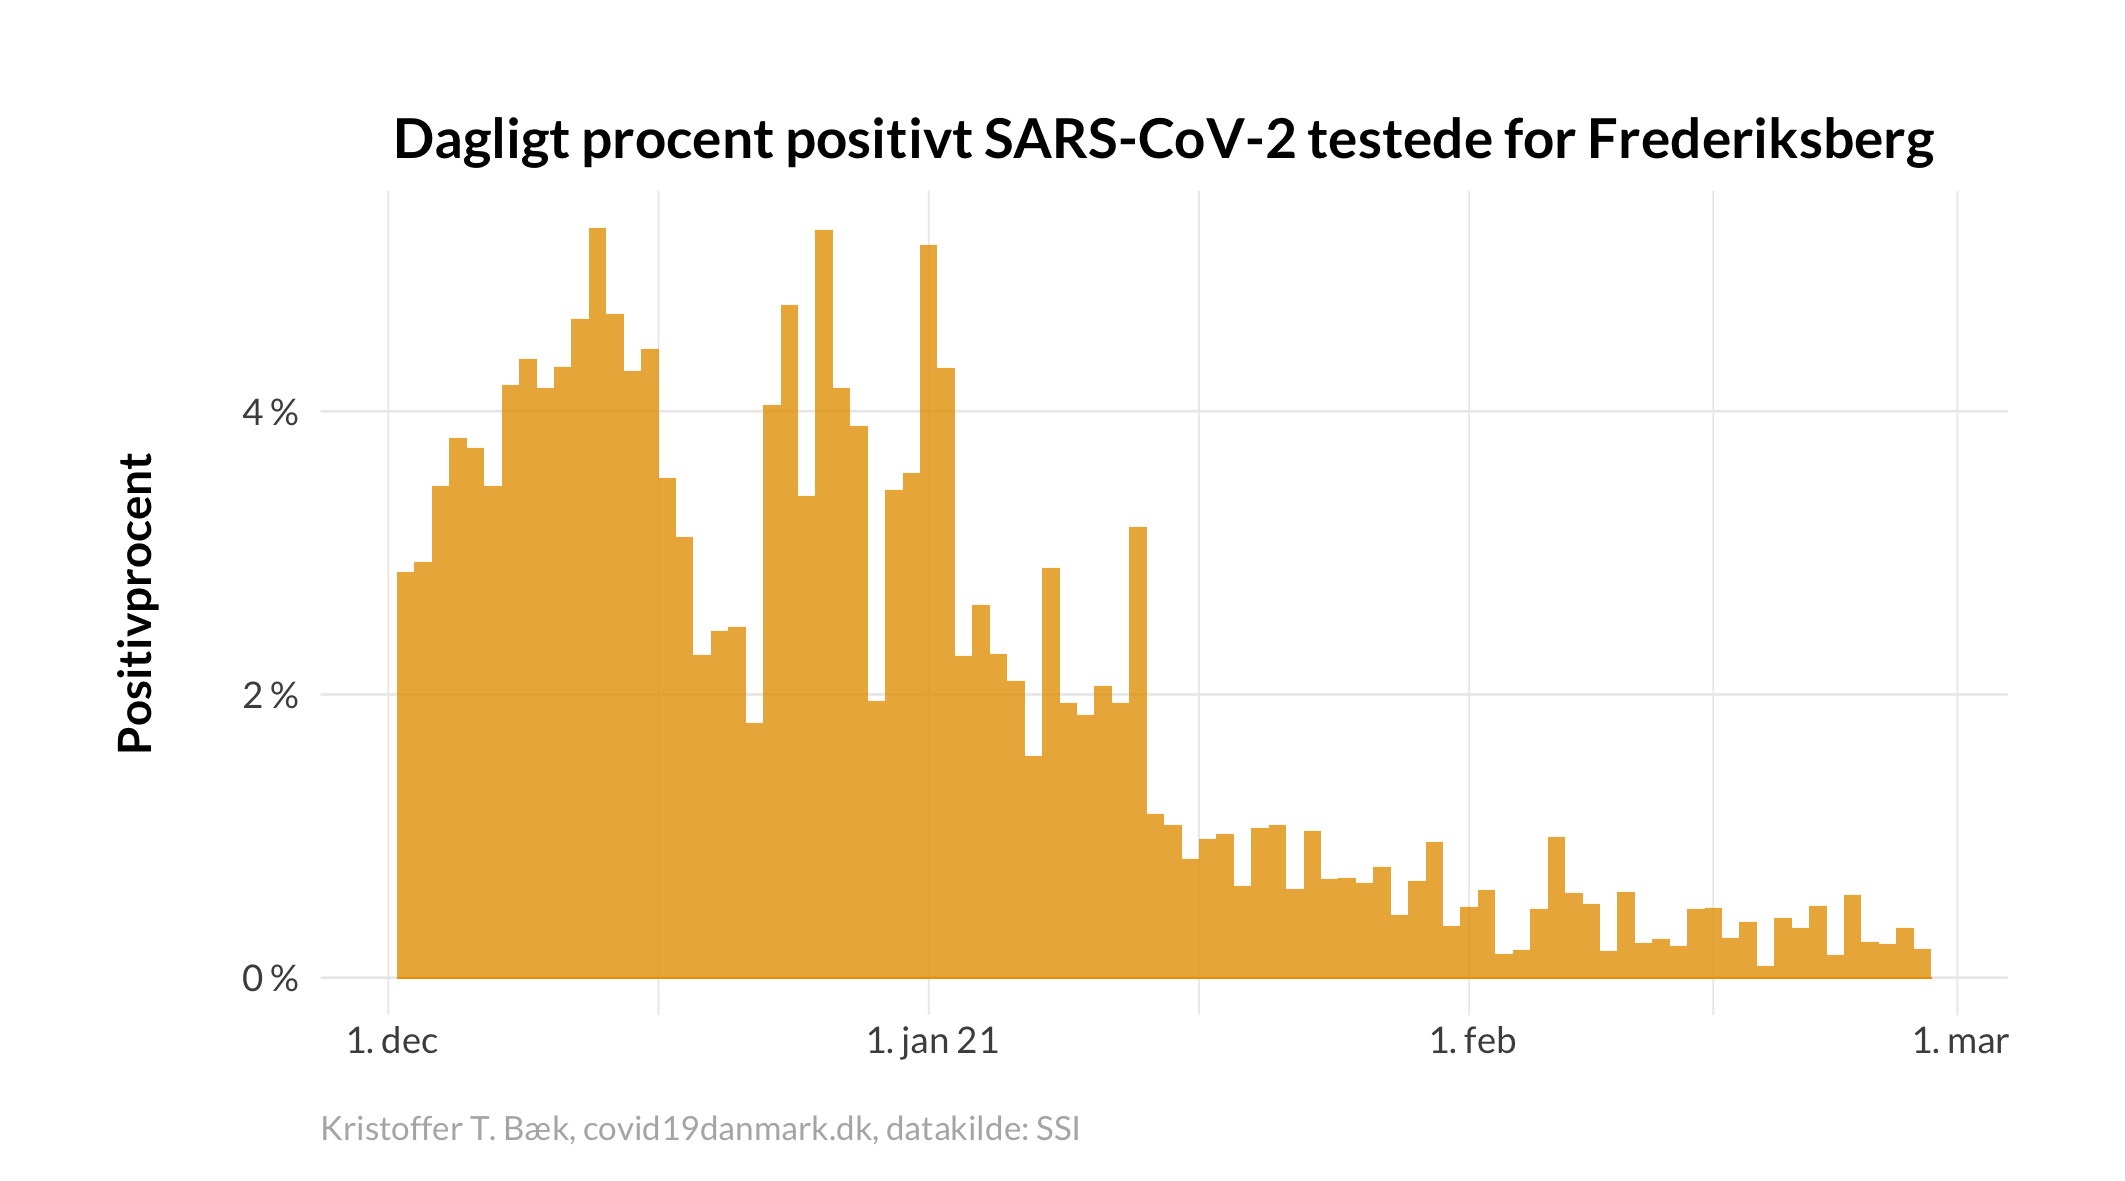 Dagligt procent positivt SARS-CoV-2 testede for Frederiksberg
Positivprocent
4 %
2 %
0 %
1. dec
1. jan 21
1. feb
1. mar
Kristoffer T. Bæk, covid19danmark.dk, datakilde: SSI